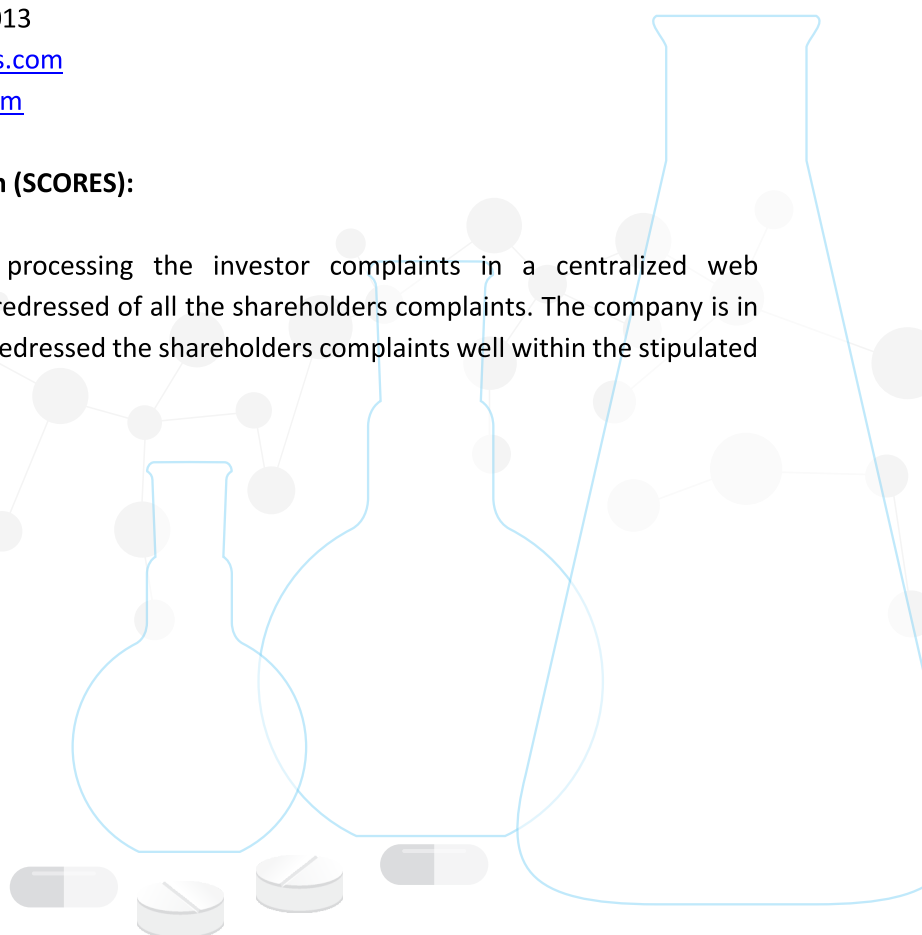 013
s.com
m
n (SCORES):
processing the investor complaints in a centralized web
redressed of all the shareholders complaints. The company is in
edressed the shareholders complaints well within the stipulated